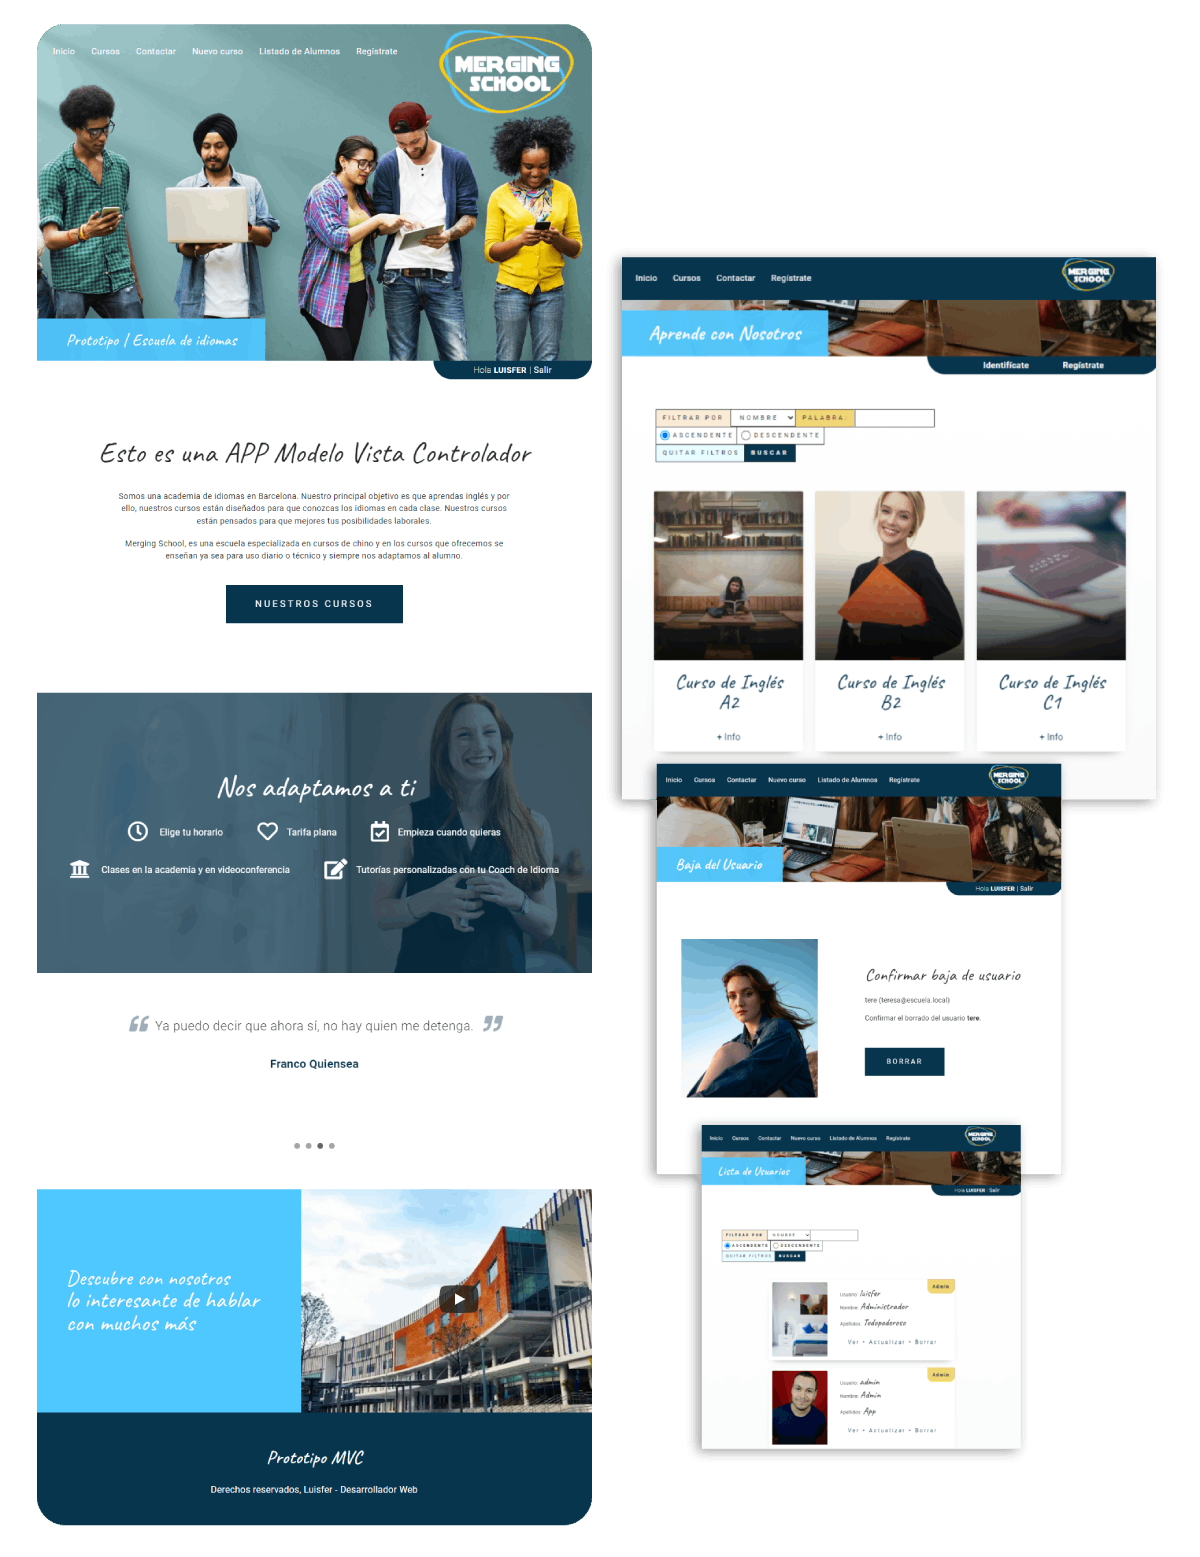 Inicio Cursos Contactar Nuevo curso Listado de Alumnos Regístrate
MERGING
SCHOOL
Prototipo | Escuela de idiomas
Hola LUISFER | Salir
Esto es una APP Modelo Vista Controlador
Somos una academia de idiomas en Barcelona. Nuestro principal objetivo es que aprendas inglés y por
ello, nuestros cursos están diseñados para que conozcas los idiomas en cada clase. Nuestros cursos
están pensados para que mejores tus posibilidades laborales.
Merging School, es una escuela especializada en cursos de chino y en los cursos que ofrecemos se
enseñan ya sea para uso diario o técnico y siempre nos adaptamos al alumno.
NUESTROS CURSOS
Nos adaptamos a ti
Elige tu horario Tarifa plana Empieza cuando quieras
Clases en la academia y en videoconferencia Tutorías personalizadas con tu Coach de Idioma
“ Ya puedo decir que ahora sí, no hay quien me detenga. ”
Franco Quiensea
Descubre con nosotros
lo interesante de hablar
con muchos más
Prototipo MVC
Derechos reservados, Luisfer - Desarrollador Web
Inicio Cursos Contactar Regístrate
MERGING
SCHOOL
Aprende con Nosotros
Identifícate Regístrate
FILTRAR POR NOMBRE PALABRA:
ASCENDENTE DESCENDENTE
QUITAR FILTROS BUSCAR
Curso de Inglés
A2
+ Info
Curso de Inglés
B2
+ Info
Curso de Inglés
C1
+ Info
Inicio Cursos Contactar Nuevo curso Listado de Alumnos Regístrate
MERGING
SCHOOL
Baja del Usuario
Hola LUISFER | Salir
Confirmar baja de usuario
tere (teresa@escuela.local)
Confirmar el borrado del usuario tere.
BORRAR
Inicio Cursos Contactar Nuevo curso Listado de Alumnos Regístrate
MERGING
SCHOOL
Lista de Usuarios
Hola LUISFER | Salir
FILTRAR POR NOMBRE
ASCENDENTE DESCENDENTE
QUITAR FILTROS BUSCAR
Admin
Usuario: luisfer
Nombre: Administrador
Apellidos: Todopoderoso
Ver • Actualizar • Borrar
Admin
Usuario: admin
Nombre: Admin
Apellidos: App
Ver • Actualizar • Borrar